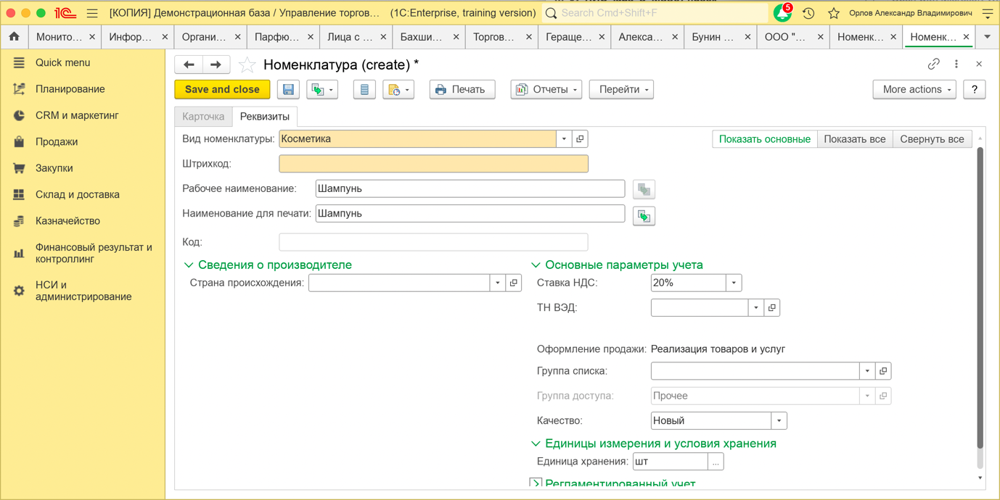 [КОПИЯ] Демонстрационная база / Управление торгов... (1C:Enterprise, training version) Search Cmd+Shift+F 5 Орлов Александр Владимирович
Монито... Информ... Органи... Парфю... Лица с ... Бахши... Торгов... Гераще... Алекса... Бунин ... ООО "... Номенк... Номенк...
Quick menu
Планирование
CRM и маркетинг
Продажи
Закупки
Склад и доставка
Казначейство
Финансовый результат и
контроллинг
НСИ и
администрирование
Номенклатура (create) *
Save and close Печать Отчеты Перейти More actions ?
Карточка Реквизиты
Вид номенклатуры: Косметика Показать основные Показать все Свернуть все
Штрихкод:
Рабочее наименование: Шампунь
Наименование для печати: Шампунь
Код:
Сведения о производителе
Страна происхождения:
Основные параметры учета
Ставка НДС: 20%
ТН ВЭД:
Оформление продажи: Реализация товаров и услуг
Группа списка:
Группа доступа: Прочее
Качество: Новый
Единицы измерения и условия хранения
Единица хранения: шт ...
Регламентированный учет